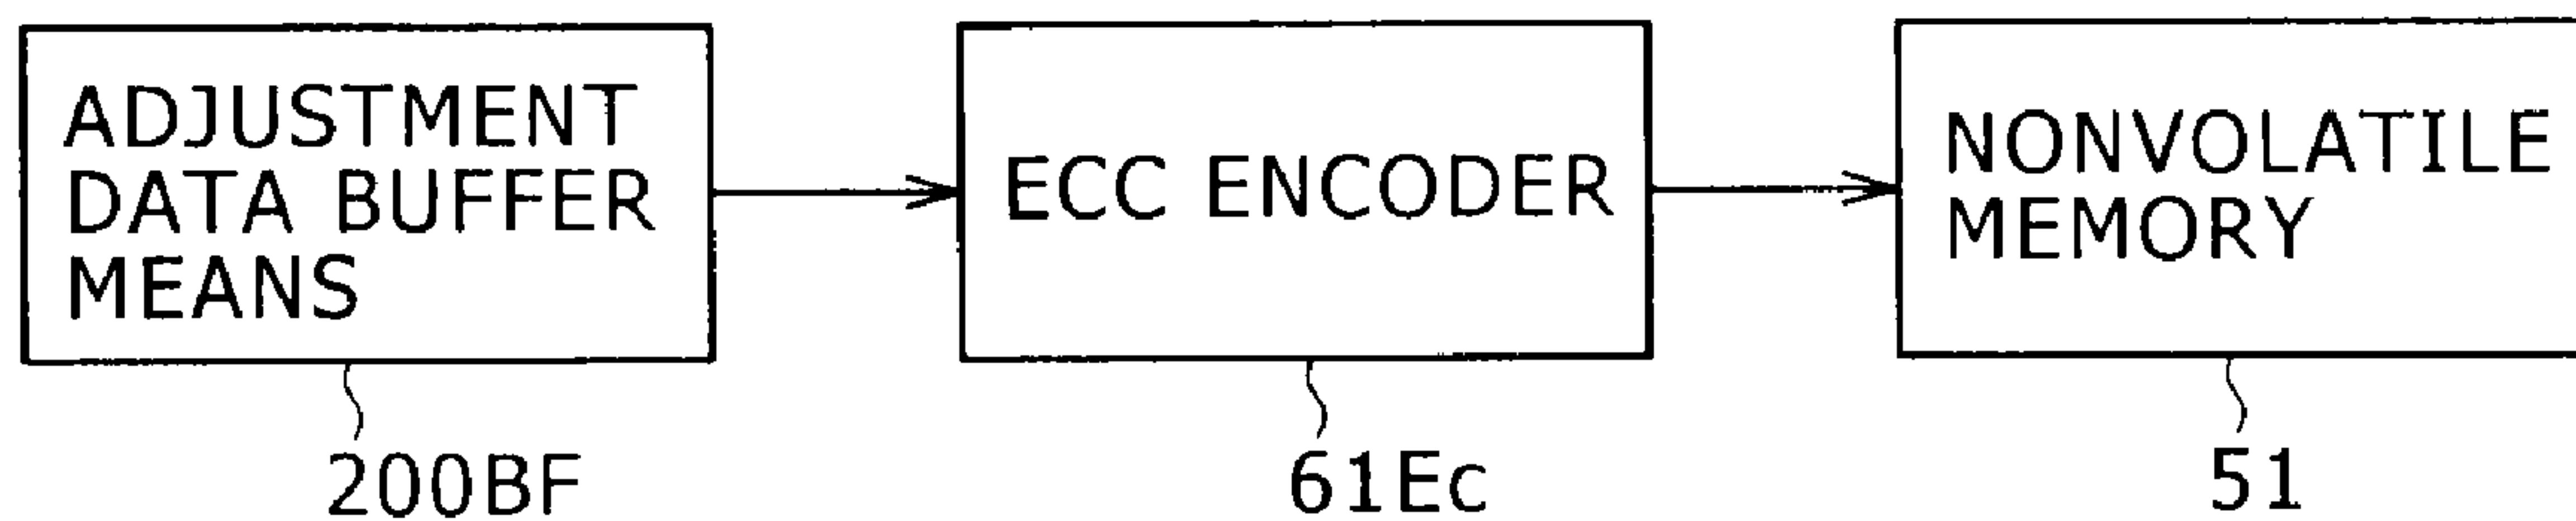 ADJUSTMENT
DATA BUFFER
MEANS
ECC ENCODER
NONVOLATILE
MEMORY
200BF
61Ec
51